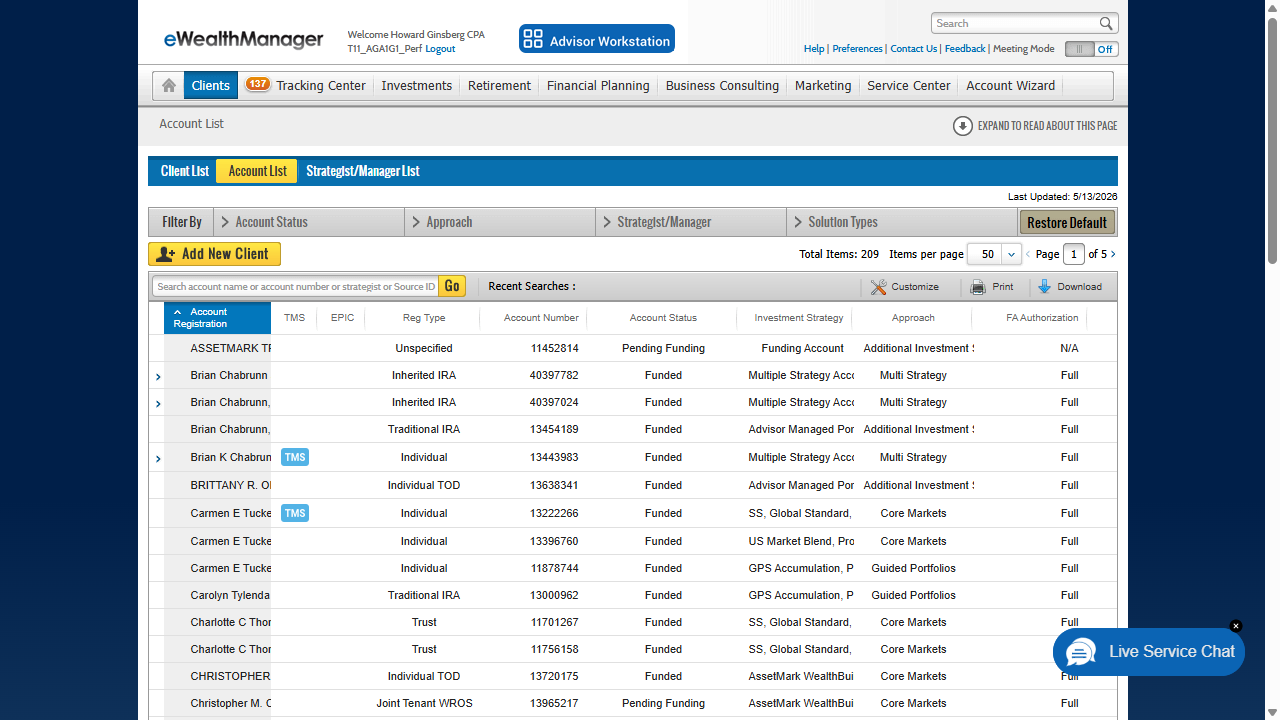 eWealthManager
Welcome Howard Ginsberg CPA
T11_AGA1G1_Perf Logout
Advisor Workstation
Search
Help | Preferences | Contact Us | Feedback | Meeting Mode Off
Clients 137 Tracking Center Investments Retirement Financial Planning Business Consulting Marketing Service Center Account Wizard
Account List
EXPAND TO READ ABOUT THIS PAGE
Client List Account List Strategist/Manager List
Last Updated: 5/13/2026
Filter By Account Status Approach Strategist/Manager Solution Types Restore Default
Add New Client Total Items: 209 Items per page 50 Page 1 of 5
Search account name or account number or strategist or Source ID Go Recent Searches : Customize Print Download
Account Registration TMS EPIC Reg Type Account Number Account Status Investment Strategy Approach FA Authorization
ASSETMARK TF Unspecified 11452814 Pending Funding Funding Account Additional Investment S N/A
Brian Chabrunn Inherited IRA 40397782 Funded Multiple Strategy Acco Multi Strategy Full
Brian Chabrunn, Inherited IRA 40397024 Funded Multiple Strategy Acco Multi Strategy Full
Brian Chabrunn, Traditional IRA 13454189 Funded Advisor Managed Por Additional Investment S Full
Brian K Chabrun TMS Individual 13443983 Funded Multiple Strategy Acco Multi Strategy Full
BRITTANY R. O Individual TOD 13638341 Funded Advisor Managed Por Additional Investment S Full
Carmen E Tucke TMS Individual 13222266 Funded SS, Global Standard, Core Markets Full
Carmen E Tucke Individual 13396760 Funded US Market Blend, Pro Core Markets Full
Carmen E Tucke Individual 11878744 Funded GPS Accumulation, P Guided Portfolios Full
Carolyn Tylenda Traditional IRA 13000962 Funded GPS Accumulation, P Guided Portfolios Full
Charlotte C Thor Trust 11701267 Funded SS, Global Standard, Core Markets Full
Charlotte C Thor Trust 11756158 Funded SS, Global Standard, Core Markets
Live Service Chat
CHRISTOPHER Individual TOD 13720175 Funded AssetMark WealthBui Core Markets Full
Christopher M. C Joint Tenant WROS 13965217 Pending Funding AssetMark WealthBui Core Markets Full